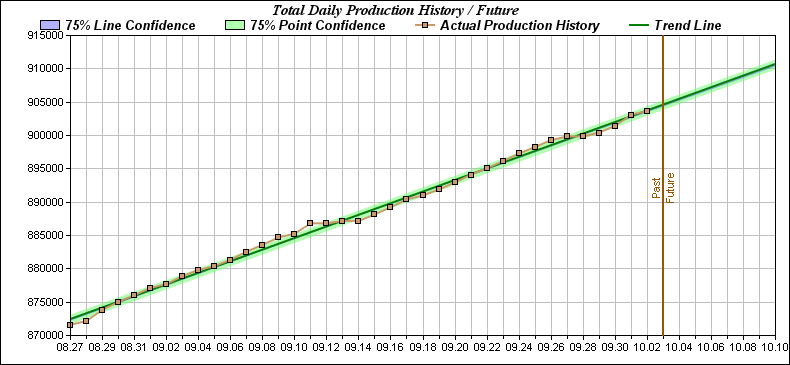 Total Daily Production History / Future
75% Line Confidence 75% Point Confidence Actual Production History Trend Line
915000
910000
905000
900000
895000
890000
885000
880000
875000
870000
Past
Future
08.27 08.29 08.31 09.02 09.04 09.06 09.08 09.10 09.12 09.14 09.16 09.18 09.20 09.22 09.24 09.26 09.28 09.30 10.02 10.04 10.06 10.08 10.10